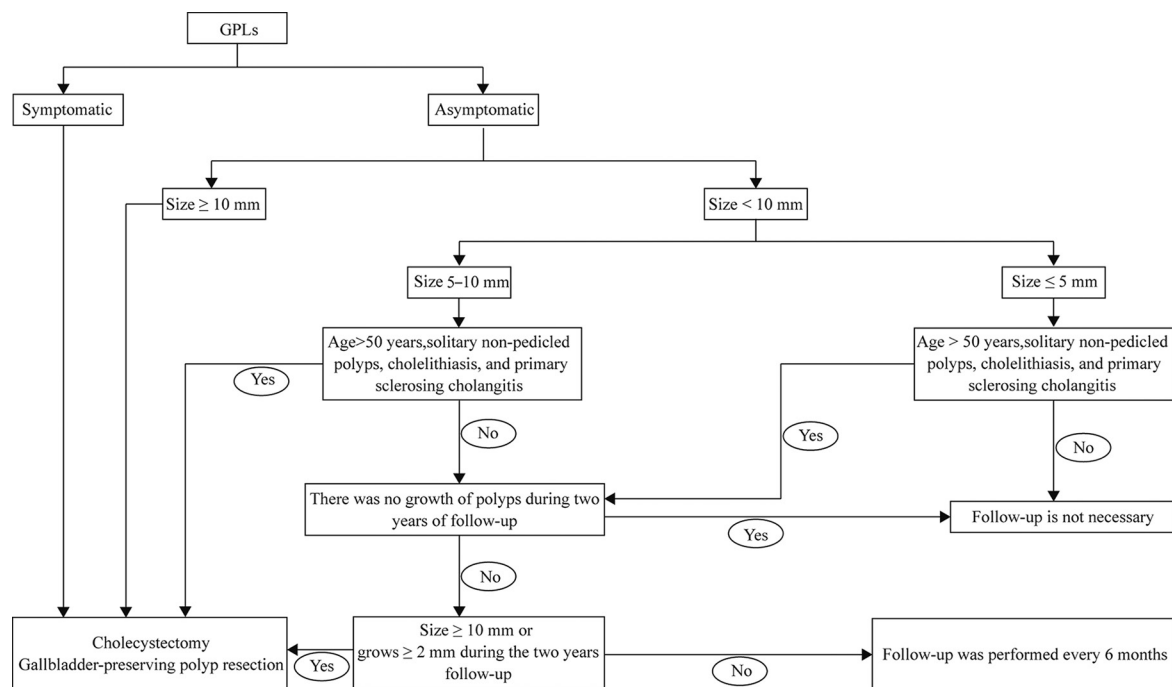 GPLs
Symptomatic
Asymptomatic
Size ≥ 10 mm
Size < 10 mm
Size 5–10 mm
Size ≤ 5 mm
Age>50 years,solitary non-pedicled
polyps, cholelithiasis, and primary
sclerosing cholangitis
Age > 50 years,solitary non-pedicled
polyps, cholelithiasis, and primary
sclerosing cholangitis
Yes
No
Yes
No
There was no growth of polyps during two
years of follow-up
Yes
Follow-up is not necessary
No
Cholecystectomy
Gallbladder-preserving polyp resection
Yes
Size ≥ 10 mm or
grows ≥ 2 mm during the two years
follow-up
No
Follow-up was performed every 6 months